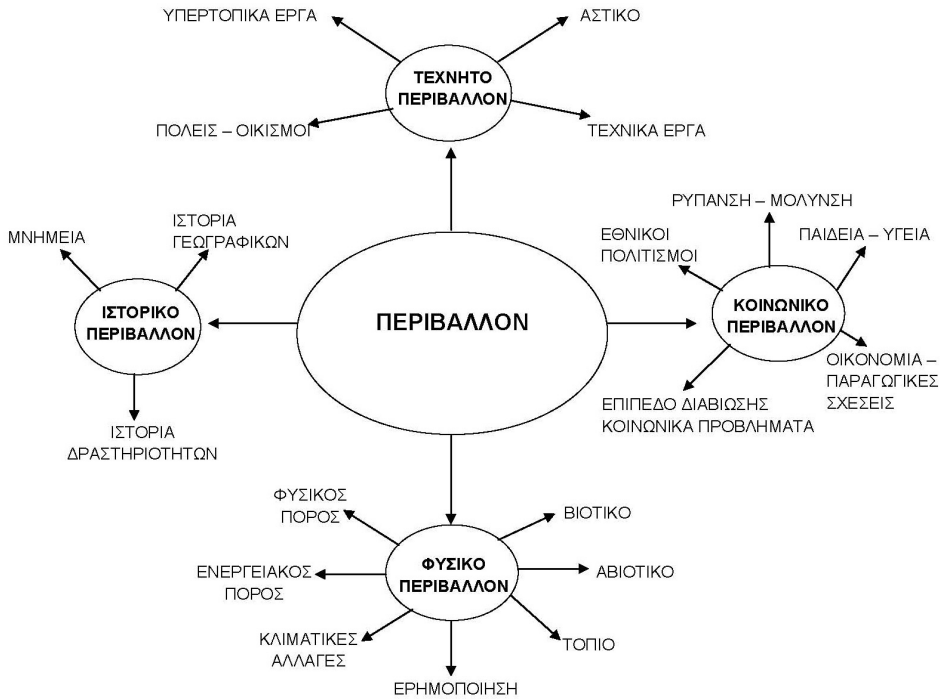 ΥΠΕΡΤΟΠΙΚΑ ΕΡΓΑ
ΑΣΤΙΚΟ
ΤΕΧΝΗΤΟ
ΠΕΡΙΒΑΛΛΟΝ
ΠΟΛΕΙΣ – ΟΙΚΙΣΜΟΙ
ΤΕΧΝΙΚΑ ΕΡΓΑ
ΜΝΗΜΕΙΑ
ΙΣΤΟΡΙΑ
ΓΕΩΓΡΑΦΙΚΩΝ
ΙΣΤΟΡΙΚΟ
ΠΕΡΙΒΑΛΛΟΝ
ΙΣΤΟΡΙΑ
ΔΡΑΣΤΗΡΙΟΤΗΤΩΝ
ΠΕΡΙΒΑΛΛΟΝ
ΡΥΠΑΝΣΗ – ΜΟΛΥΝΣΗ
ΕΘΝΙΚΟΙ
ΠΟΛΙΤΙΣΜΟΙ
ΠΑΙΔΕΙΑ – ΥΓΕΙΑ
ΚΟΙΝΩΝΙΚΟ
ΠΕΡΙΒΑΛΛΟΝ
ΟΙΚΟΝΟΜΙΑ –
ΠΑΡΑΓΩΓΙΚΕΣ
ΣΧΕΣΕΙΣ
ΕΠΙΠΕΔΟ ΔΙΑΒΙΩΣΗΣ
ΚΟΙΝΩΝΙΚΑ ΠΡΟΒΛΗΜΑΤΑ
ΦΥΣΙΚΟΣ
ΠΟΡΟΣ
ΒΙΟΤΙΚΟ
ΦΥΣΙΚΟ
ΠΕΡΙΒΑΛΛΟΝ
ΕΝΕΡΓΕΙΑΚΟΣ
ΠΟΡΟΣ
ΑΒΙΟΤΙΚΟ
ΚΛΙΜΑΤΙΚΕΣ
ΑΛΛΑΓΕΣ
ΤΟΠΙΟ
ΕΡΗΜΟΠΟΙΗΣΗ